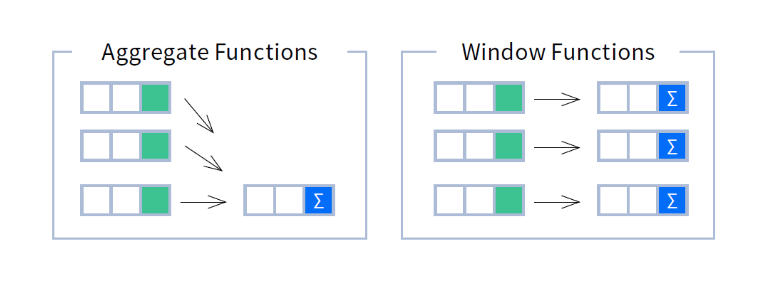 Aggregate Functions
Σ
Window Functions
Σ
Σ
Σ